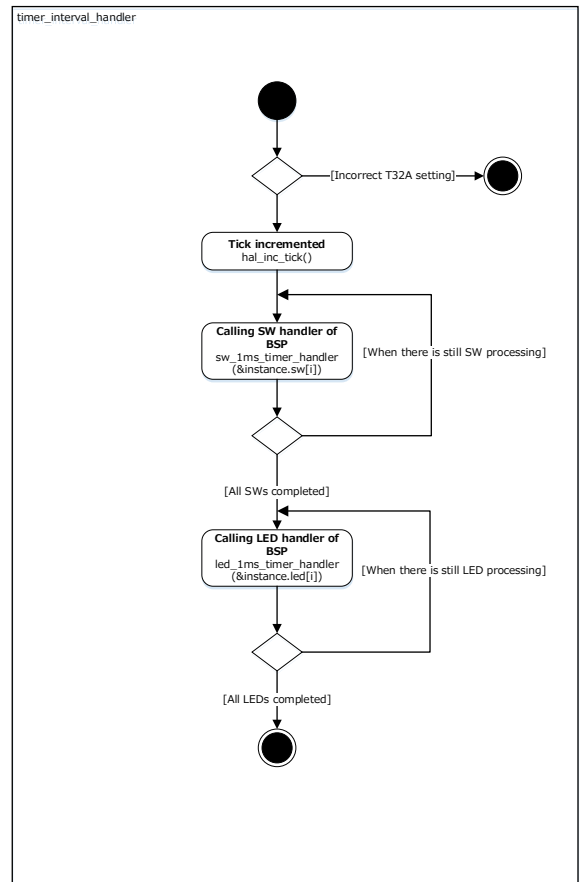 timer_interval_handler
[Incorrect T32A setting]
Tick incremented
hal_inc_tick()
Calling SW handler of
BSP
sw_1ms_timer_handler
(&instance.sw[i])
[When there is still SW processing]
[All SWs completed]
Calling LED handler of
BSP
led_1ms_timer_handler
(&instance.led[i])
[When there is still LED processing]
[All LEDs completed]